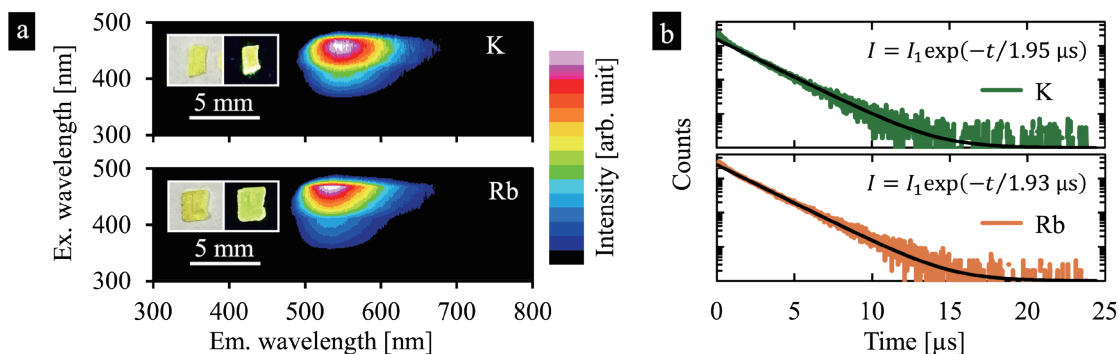 a
500
400
300
Ex. wavelength [nm]
K
5 mm
500
400
300
Rb
5 mm
300 400 500 600 700 800
Em. wavelength [nm]
Intensity [arb. unit]
b
I = I₁exp(−t/1.95 μs)
K
Counts
I = I₁exp(−t/1.93 μs)
Rb
0 5 10 15 20 25
Time [μs]